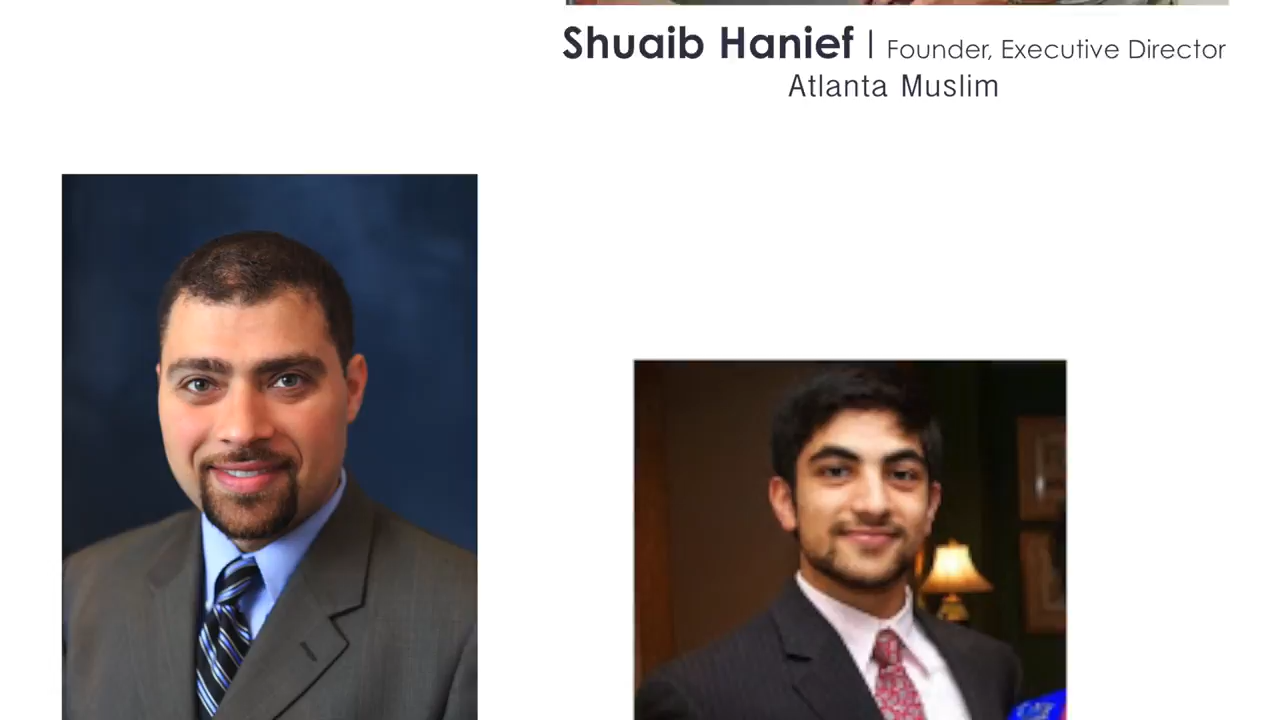 Shuaib Hanief | Founder, Executive Director
Atlanta Muslim